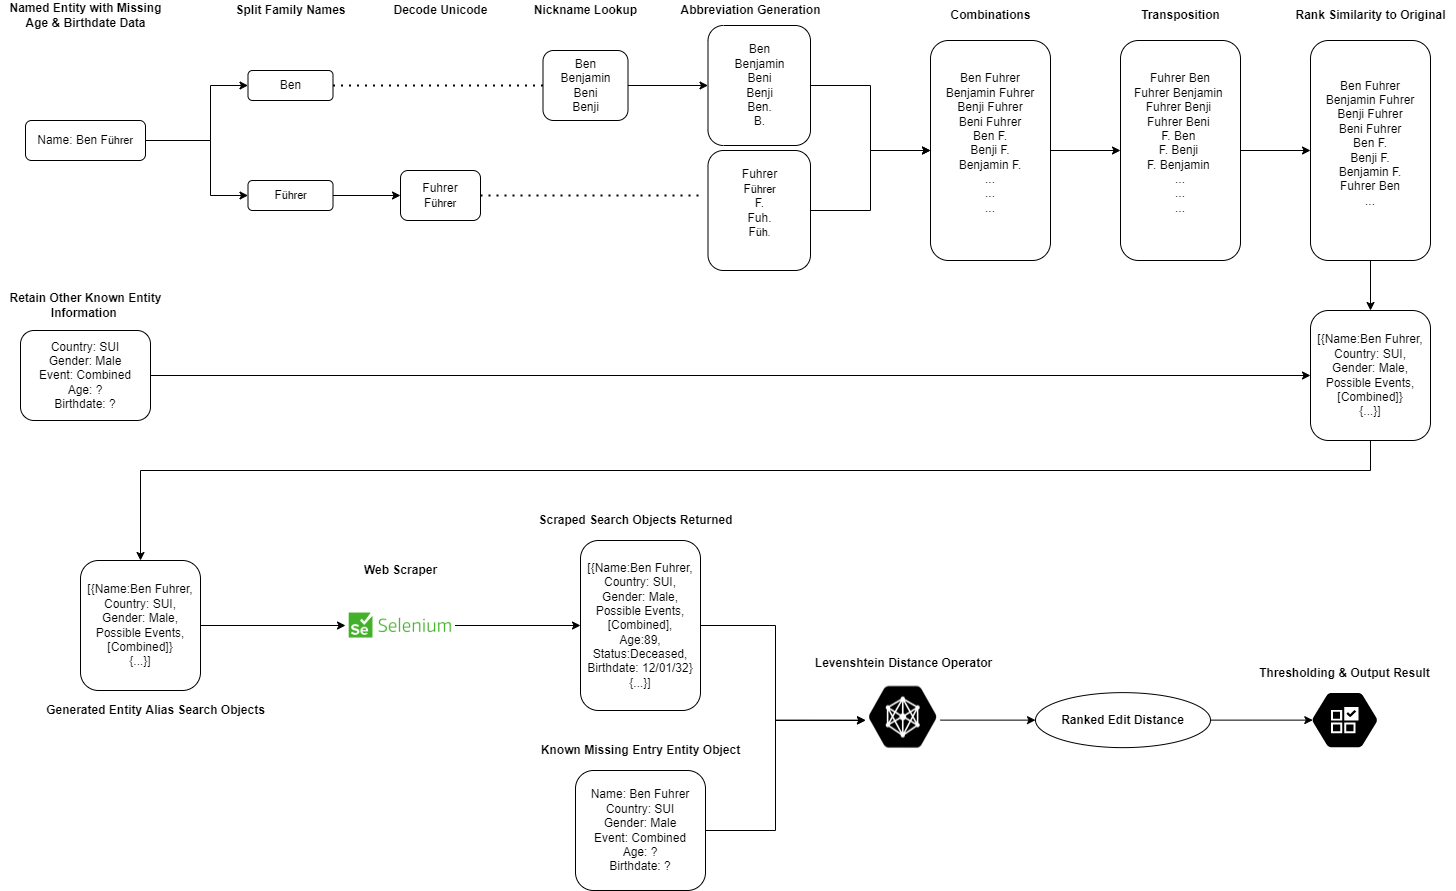 Named Entity with Missing
Age & Birthdate Data
Split Family Names
Decode Unicode
Nickname Lookup
Abbreviation Generation
Combinations
Transposition
Rank Similarity to Original
Name: Ben Führer
Ben
Führer
Fuhrer
Führer
Ben
Benjamin
Beni
Benji
Ben
Benjamin
Beni
Benji
Ben.
B.
Fuhrer
Führer
F.
Fuh.
Füh.
Ben Fuhrer
Benjamin Fuhrer
Benji Fuhrer
Beni Fuhrer
Ben F.
Benji F.
Benjamin F.
...
...
...
Fuhrer Ben
Fuhrer Benjamin
Fuhrer Benji
Fuhrer Beni
F. Ben
F. Benji
F. Benjamin
...
...
...
Ben Fuhrer
Benjamin Fuhrer
Benji Fuhrer
Beni Fuhrer
Ben F.
Benji F.
Benjamin F.
Fuhrer Ben
...
Retain Other Known Entity
Information
Country: SUI
Gender: Male
Event: Combined
Age: ?
Birthdate: ?
[{Name:Ben Fuhrer,
Country: SUI,
Gender: Male,
Possible Events,
[Combined]}
{...}]
[{Name:Ben Fuhrer,
Country: SUI,
Gender: Male,
Possible Events,
[Combined]}
{...}]
Generated Entity Alias Search Objects
Web Scraper
Se Selenium
Scraped Search Objects Returned
[{Name:Ben Fuhrer,
Country: SUI,
Gender: Male,
Possible Events,
[Combined],
Age:89,
Status:Deceased,
Birthdate: 12/01/32}
{...}]
Known Missing Entry Entity Object
Name: Ben Fuhrer
Country: SUI
Gender: Male
Event: Combined
Age: ?
Birthdate: ?
Levenshtein Distance Operator
Ranked Edit Distance
Thresholding & Output Result